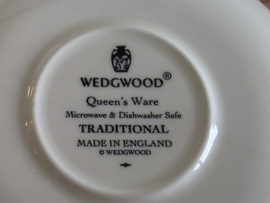 WEDGWOOD®
Queen's Ware
Microwave & Dishwasher Safe
TRADITIONAL
MADE IN ENGLAND
© WEDGWOOD